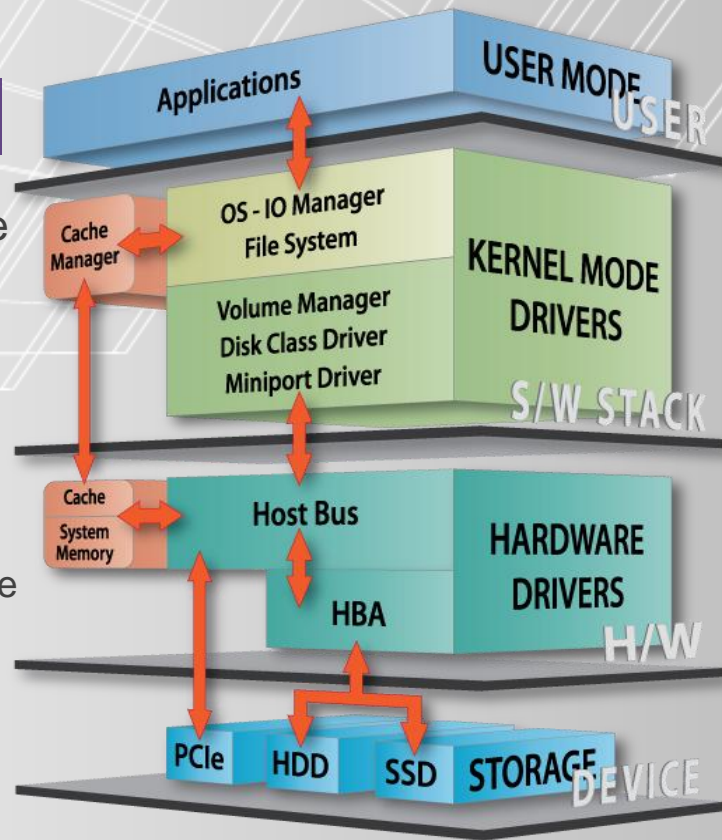 Applications
USER MODE
USER
Cache
Manager
OS - IO Manager
File System
Volume Manager
Disk Class Driver
Miniport Driver
KERNEL MODE
DRIVERS
S/W STACK
Cache
System
Memory
Host Bus
HBA
HARDWARE
DRIVERS
H/W
PCIe
HDD
SSD
STORAGE
DEVICE
e
e